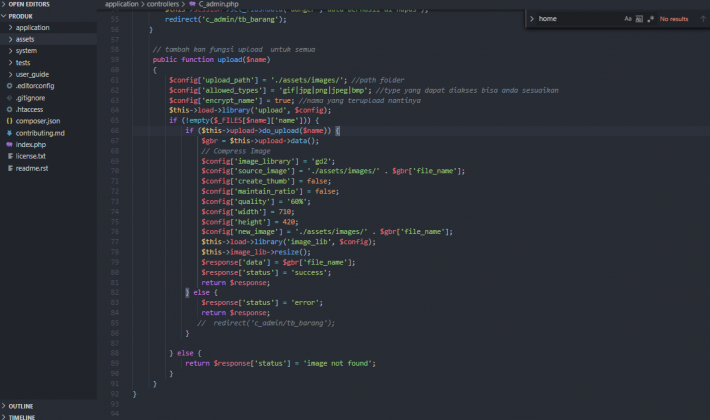 OPEN EDITORS
PRODUK
application
assets
system
tests
user_guide
.editorconfig
.gitignore
.htaccess
composer.json
contributing.md
index.php
license.txt
readme.rst
OUTLINE
TIMELINE
application > controllers > C_admin.php
home
Aa
No results
55 redirect('c_admin/tb_barang');
56 }
57
58 // tambah kan fungsi upload untuk semua
59 public function upload($name)
60 {
61 $config['upload_path'] = './assets/images/'; //path folder
62 $config['allowed_types'] = 'gif|jpg|png|jpeg|bmp'; //type yang dapat diakses bisa anda sesuaikan
63 $config['encrypt_name'] = true; //nama yang terupload nantinya
64 $this->load->library('upload', $config);
65 if (!empty($_FILES[$name]['name'])) {
66 if ($this->upload->do_upload($name)) {
67 $gbr = $this->upload->data();
68 // Compress Image
69 $config['image_library'] = 'gd2';
70 $config['source_image'] = './assets/images/' . $gbr['file_name'];
71 $config['create_thumb'] = false;
72 $config['maintain_ratio'] = false;
73 $config['quality'] = '60%';
74 $config['width'] = 710;
75 $config['height'] = 420;
76 $config['new_image'] = './assets/images/' . $gbr['file_name'];
77 $this->load->library('image_lib', $config);
78 $this->image_lib->resize();
79 $response['data'] = $gbr['file_name'];
80 $response['status'] = 'success';
81 return $response;
82 } else {
83 $response['status'] = 'error';
84 return $response;
85 // redirect('c_admin/tb_barang');
86 }
87
88 } else {
89 return $response['status'] = 'image not found';
90 }
91 }
92 }
93
94